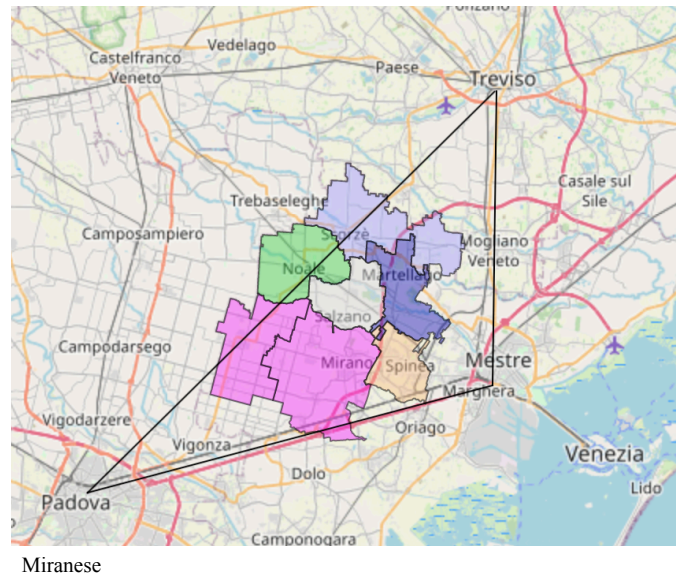 Ponzano
Vedelago
Castelfranco
Veneto
Paese
Treviso
Casale sul
Sile
Trebaseleghe
Camposampiero
Scorzè
Mogliano
Veneto
Noale
Martellago
Salzano
Campodarsego
Mirano
Spinea
Mestre
Marghera
Vigodarzere
Vigonza
Oriago
Venezia
Dolo
Lido
Padova
Camponogara
Miranese